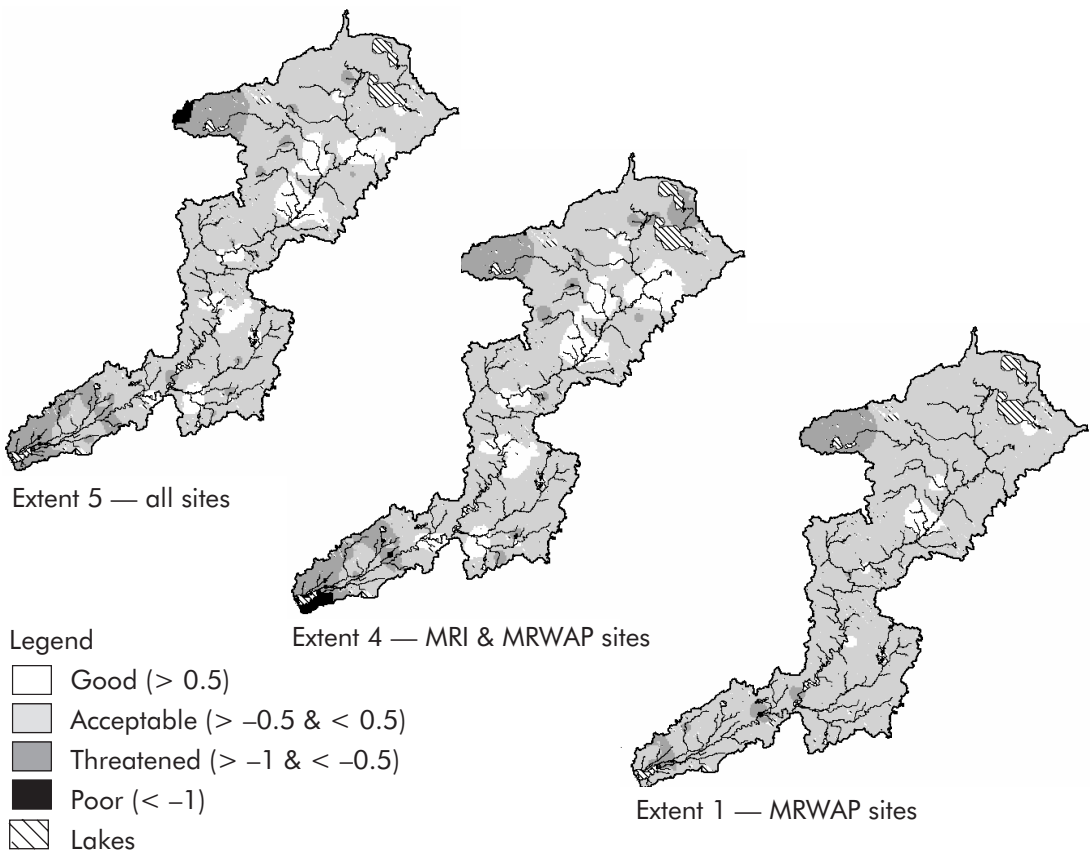 Extent 5 — all sites
Extent 4 — MRI & MRWAP sites
Extent 1 — MRWAP sites
Legend
Good (> 0.5)
Acceptable (> –0.5 & < 0.5)
Threatened (> –1 & < –0.5)
Poor (< –1)
Lakes